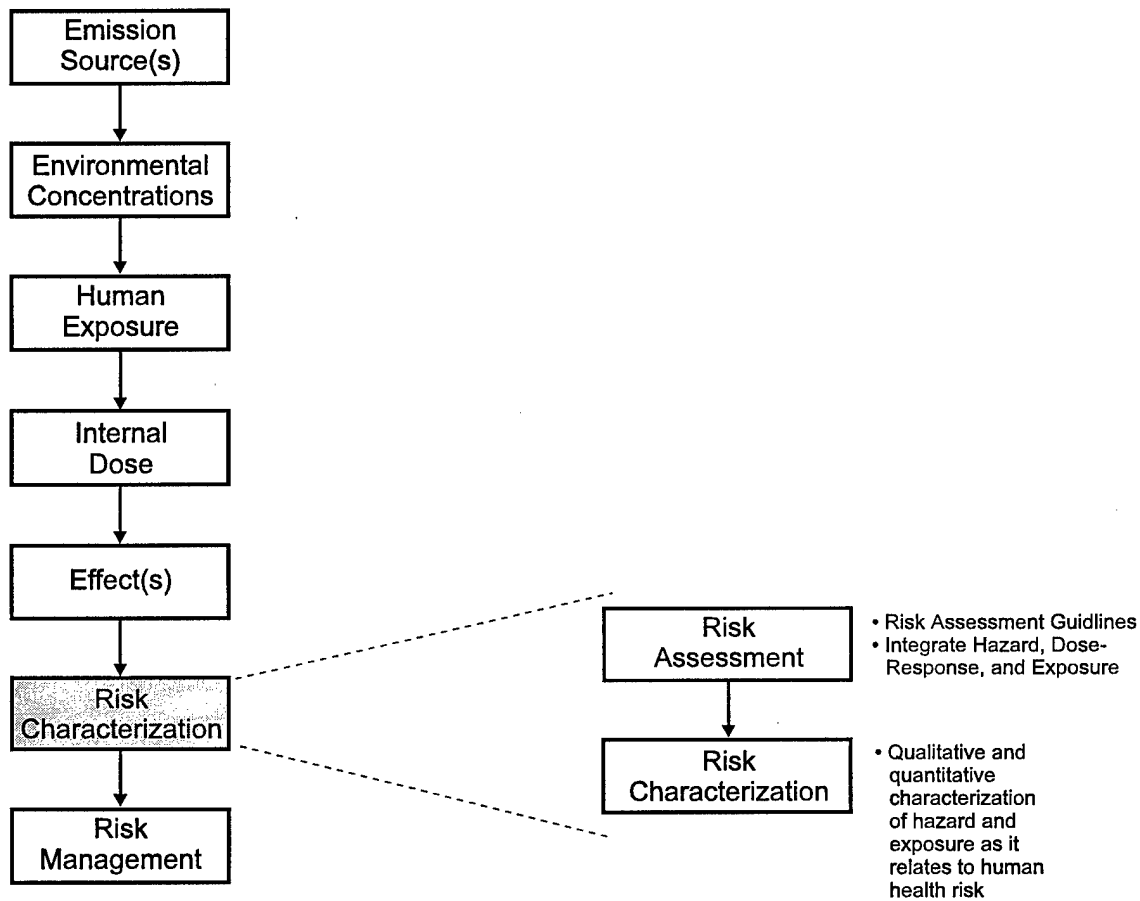 Emission
Source(s)
Environmental
Concentrations
Human
Exposure
Internal
Dose
Effect(s)
Risk
Characterization
Risk
Management
Risk
Assessment
• Risk Assessment Guidlines
• Integrate Hazard, Dose-
Response, and Exposure
Risk
Characterization
• Qualitative and
quantitative
characterization
of hazard and
exposure as it
relates to human
health risk